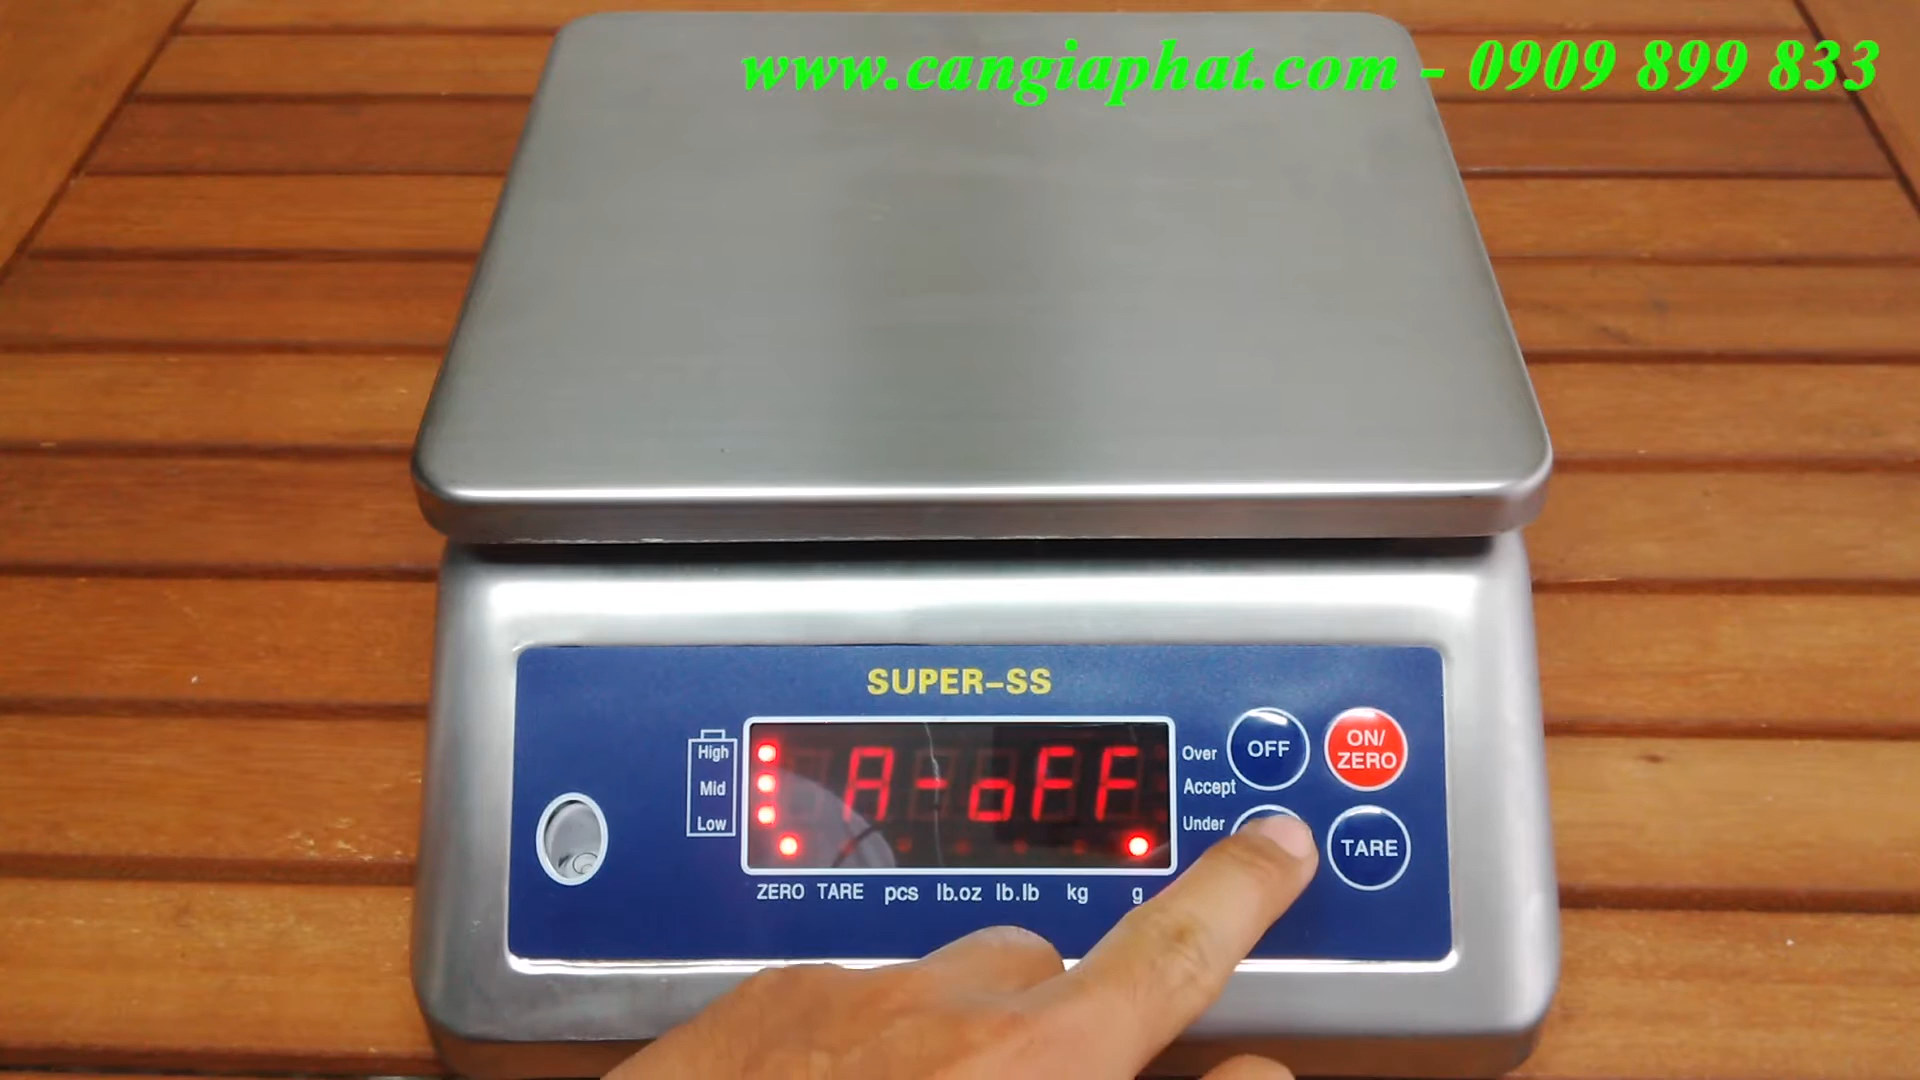 www.cangiaphat.com - 0909 899 833
SUPER-SS
High
Mid
Low
A-oFF
Over
Accept
Under
OFF
ON/
ZERO
TARE
ZERO TARE pcs lb.oz lb.lb kg g